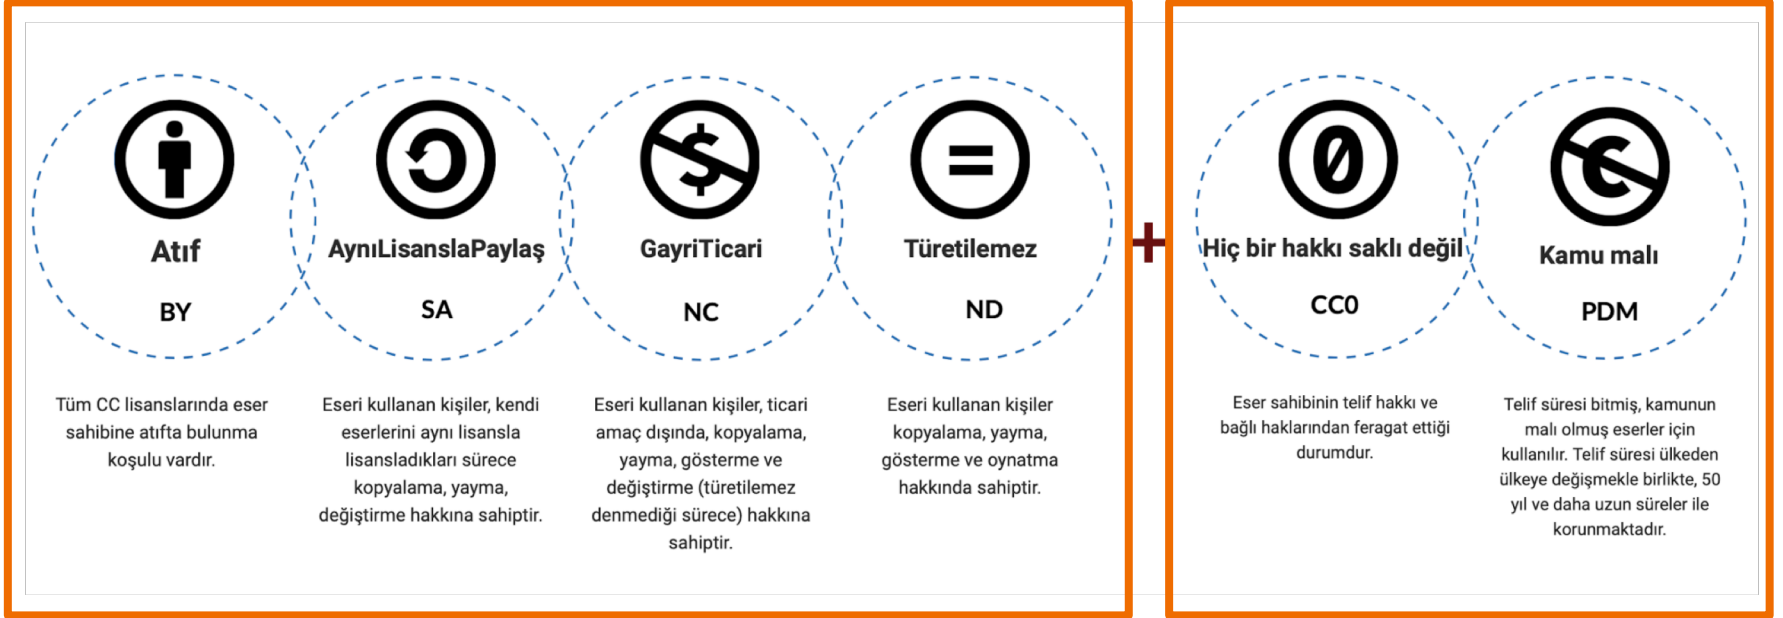 Atıf
BY
Tüm CC lisanslarında eser
sahibine atıfta bulunma
koşulu vardır.
AynıLisanslaPaylaş
SA
Eseri kullanan kişiler, kendi
eserlerini aynı lisansla
lisansladıkları sürece
kopyalama, yayma,
değiştirme hakkına sahiptir.
$
GayriTicari
NC
Eseri kullanan kişiler, ticari
amaç dışında, kopyalama,
yayma, gösterme ve
değiştirme (türetilemez
denmediği sürece) hakkına
sahiptir.
=
Türetilemez
ND
Eseri kullanan kişiler
kopyalama, yayma,
gösterme ve oynatma
hakkında sahiptir.
+
0
Hiç bir hakkı saklı değil
CC0
Eser sahibinin telif hakkı ve
bağlı haklarından feragat ettiği
durumdur.
C
Kamu malı
PDM
Telif süresi bitmiş, kamunun
malı olmuş eserler için
kullanılır. Telif süresi ülkeden
ülkeye değişmekle birlikte, 50
yıl ve daha uzun süreler ile
korunmaktadır.